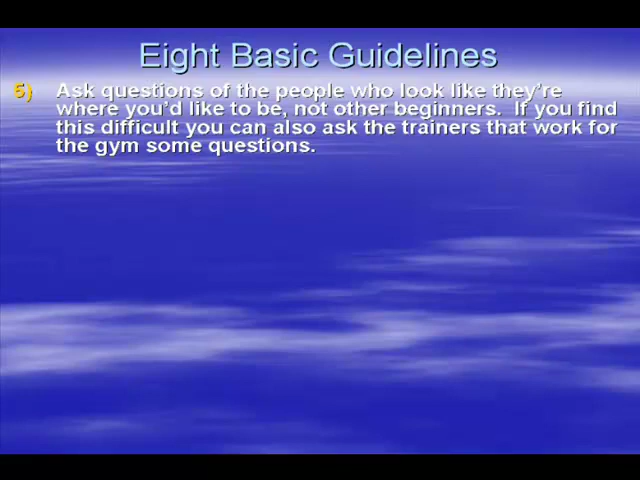 Eight Basic Guidelines
5) Ask questions of the people who look like they're
where you'd like to be, not other beginners. If you find
this difficult you can also ask the trainers that work for
the gym some questions.